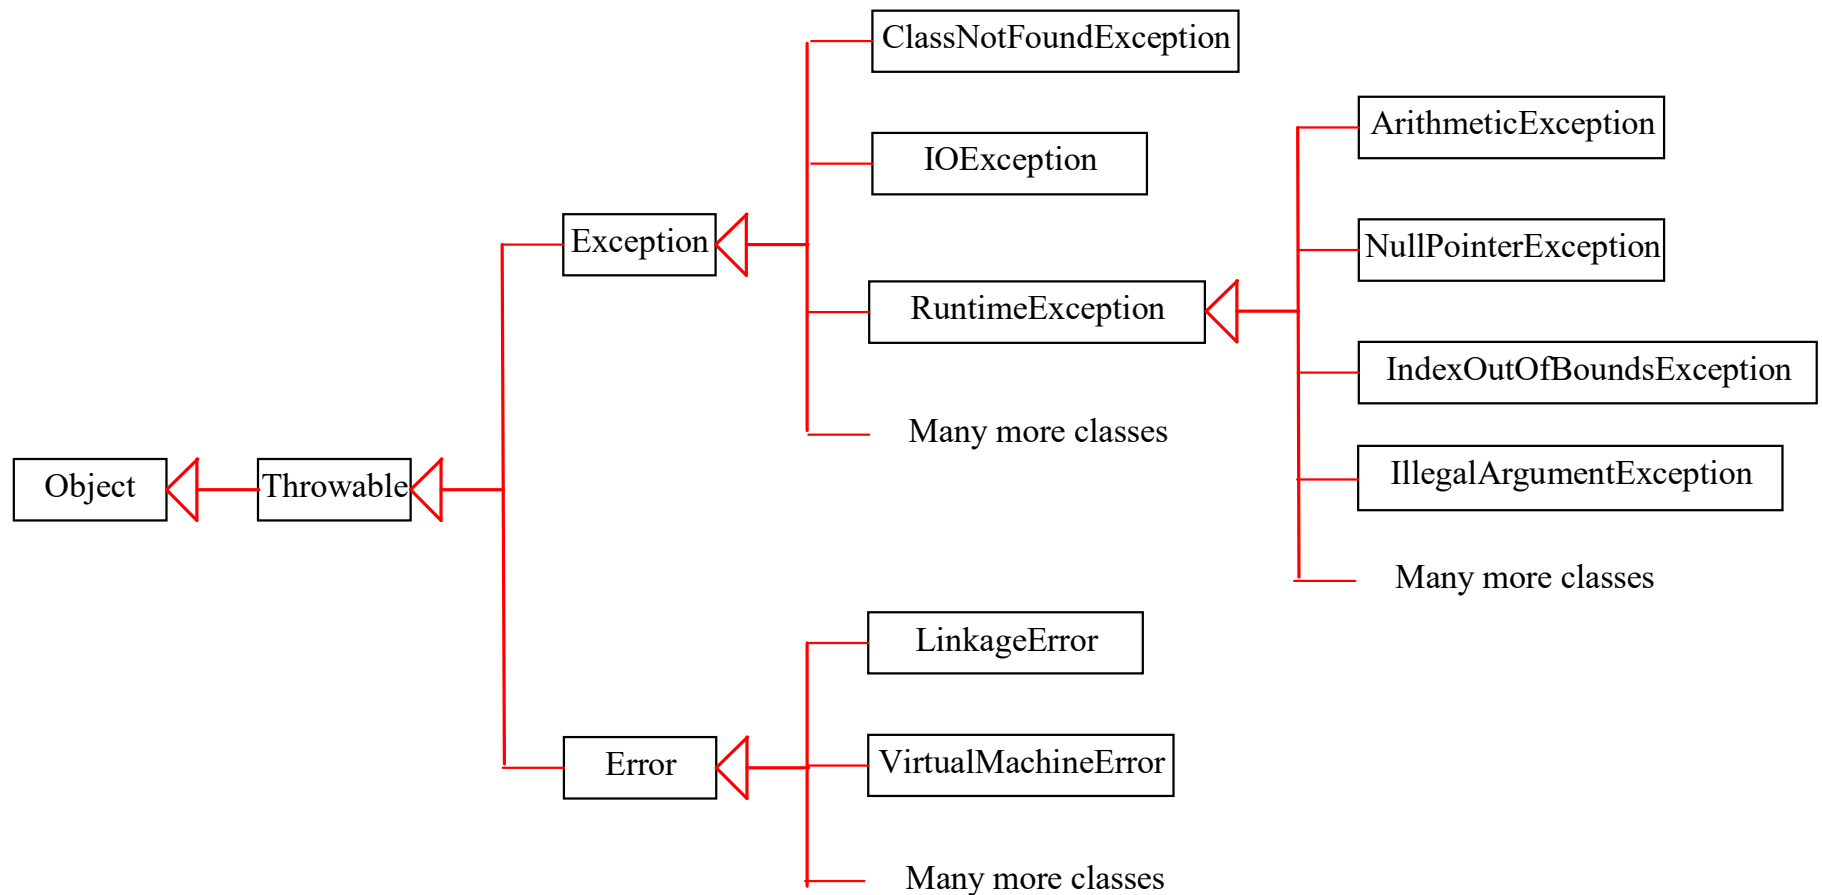 ClassNotFoundException
ArithmeticException
IOException
NullPointerException
Exception
RuntimeException
IndexOutOfBoundsException
Many more classes
IllegalArgumentException
Object
Throwable
Many more classes
LinkageError
Error
VirtualMachineError
Many more classes